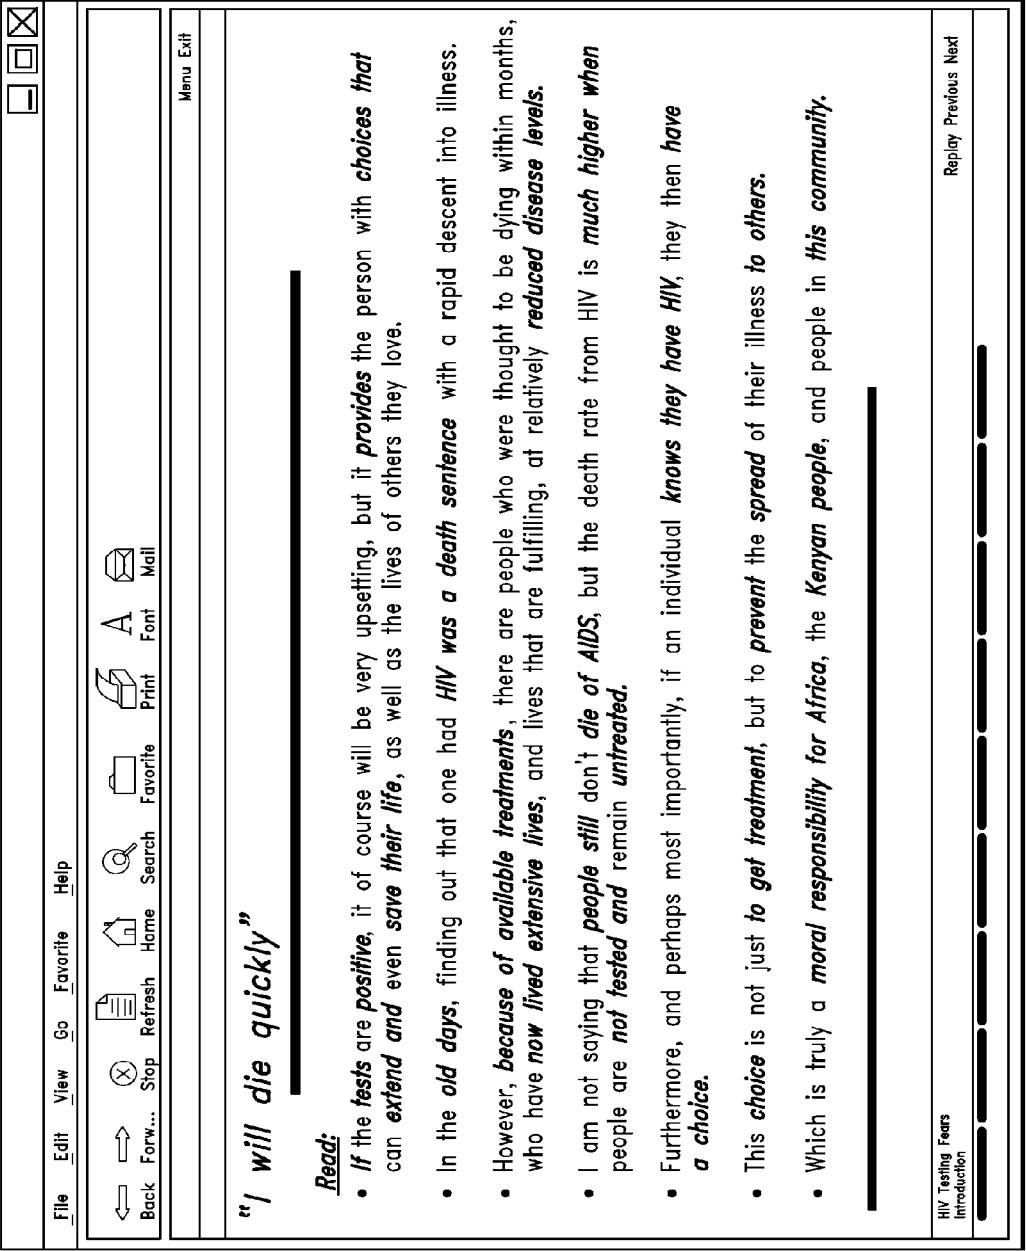 File Edit View Go Favorite Help
Back Forw... Stop Refresh Home Search Favorite Print Font Mail
Menu Exit
"I will die quickly"
Read:
• If the tests are positive, it of course will be very upsetting, but it provides the person with choices that
can extend and even save their life, as well as the lives of others they love.
• In the old days, finding out that one had HIV was a death sentence with a rapid descent into illness.
• However, because of available treatments, there are people who were thought to be dying within months,
who have now lived extensive lives, and lives that are fulfilling, at relatively reduced disease levels.
• I am not saying that people still don't die of AIDS, but the death rate from HIV is much higher when
people are not tested and remain untreated.
• Furthermore, and perhaps most importantly, if an individual knows they have HIV, they then have
a choice.
• This choice is not just to get treatment, but to prevent the spread of their illness to others.
• Which is truly a moral responsibility for Africa, the Kenyan people, and people in this community.
HIV Testing Fears
Introduction
Replay Previous Next